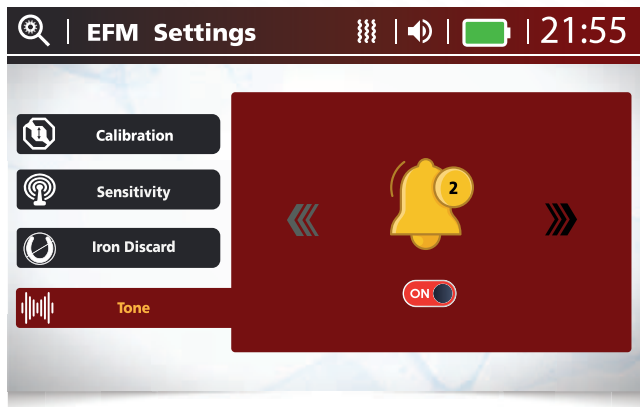 EFM Settings
21:55
Calibration
Sensitivity
Iron Discard
Tone
2
ON